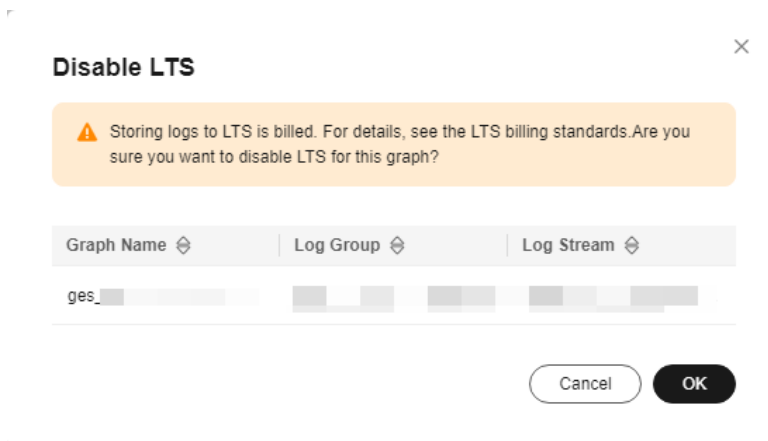 Disable LTS
Storing logs to LTS is billed. For details, see the LTS billing standards.Are you
sure you want to disable LTS for this graph?
Graph Name Log Group Log Stream
ges_
Cancel OK